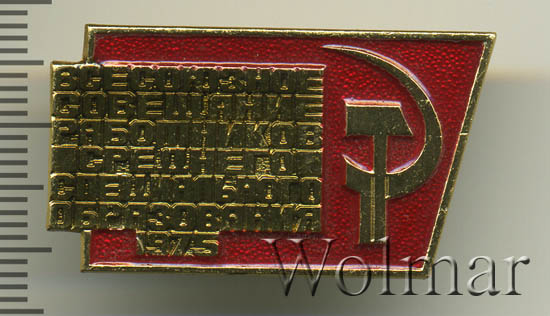 ВСЕСОЮЗНОЕ
СОВЕЩАНИЕ
РАБОТНИКОВ
СРЕДНЕГО
СПЕЦИАЛЬНОГО
ОБРАЗОВАНИЯ
1975
Wolmar